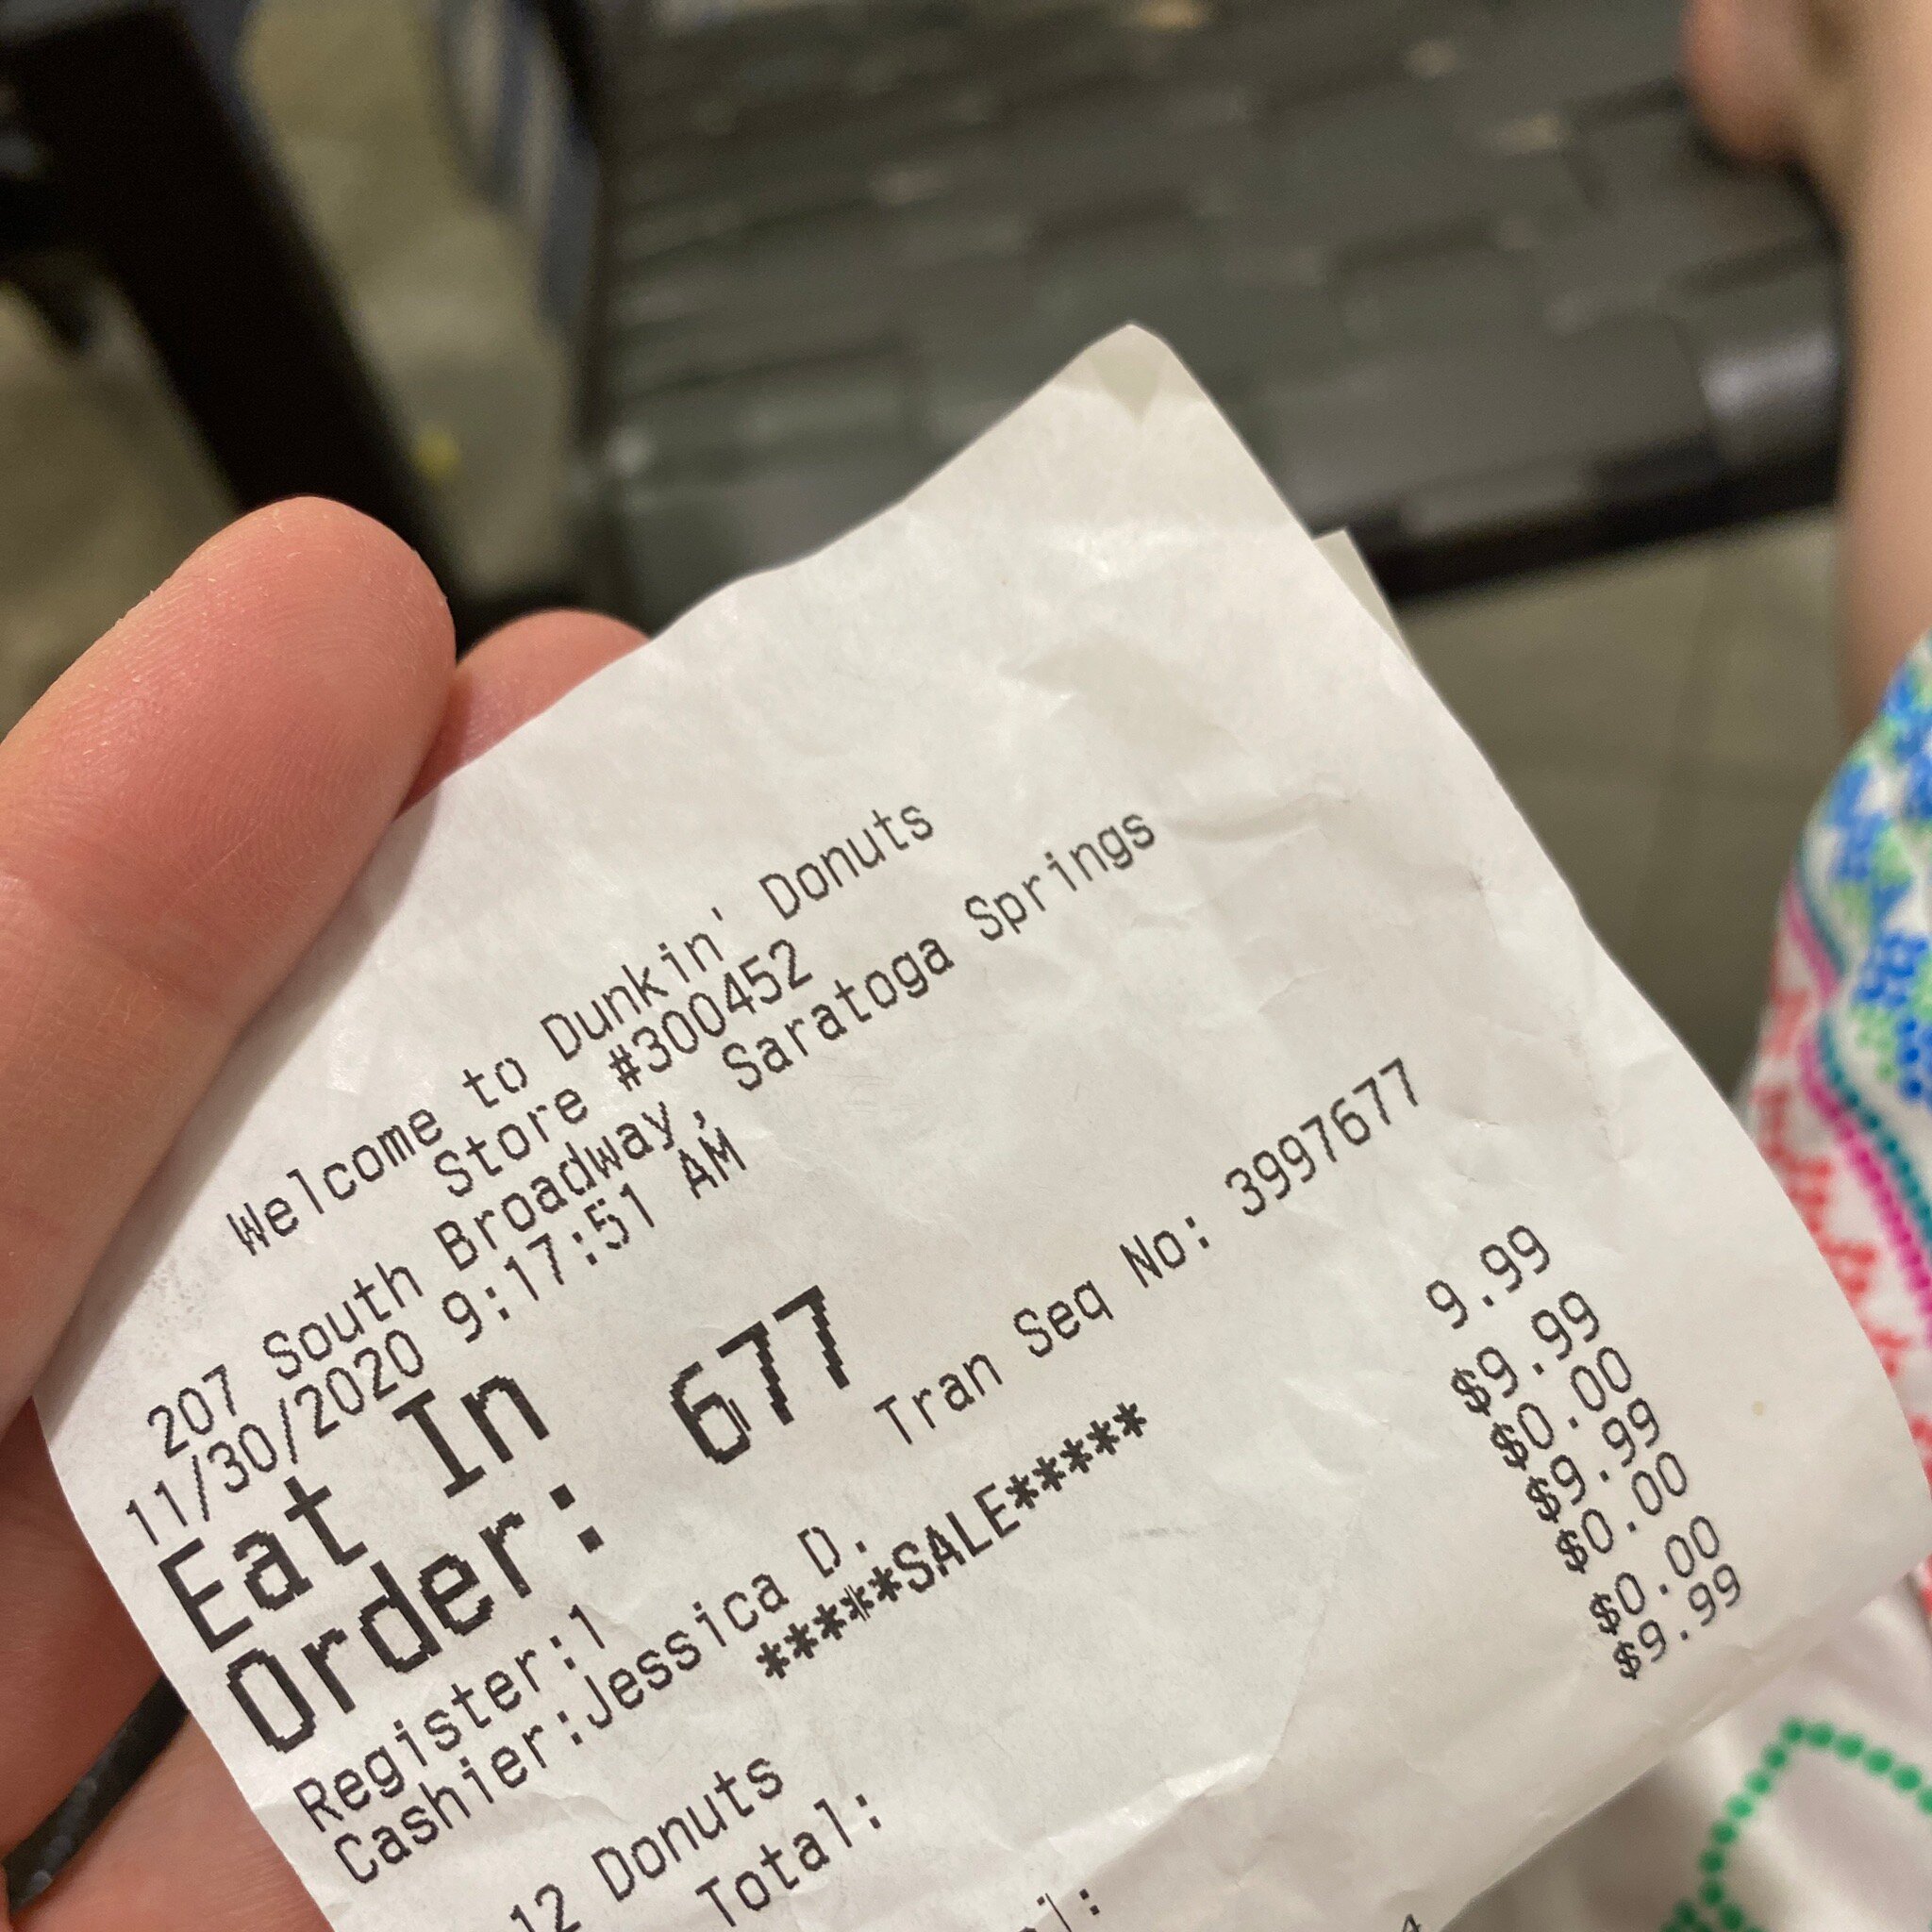 Welcome to Dunkin' Donuts
Store #300452
207 South Broadway, Saratoga Springs
11/30/2020 9:17:51 AM
Eat In
Order: 677
Tran Seq No: 3997677
Register:1
Cashier:Jessica D.
*****SALE*****
12 Donuts 9.99
Total: $9.99
$0.00
$9.99
$0.00
$0.00
$9.99